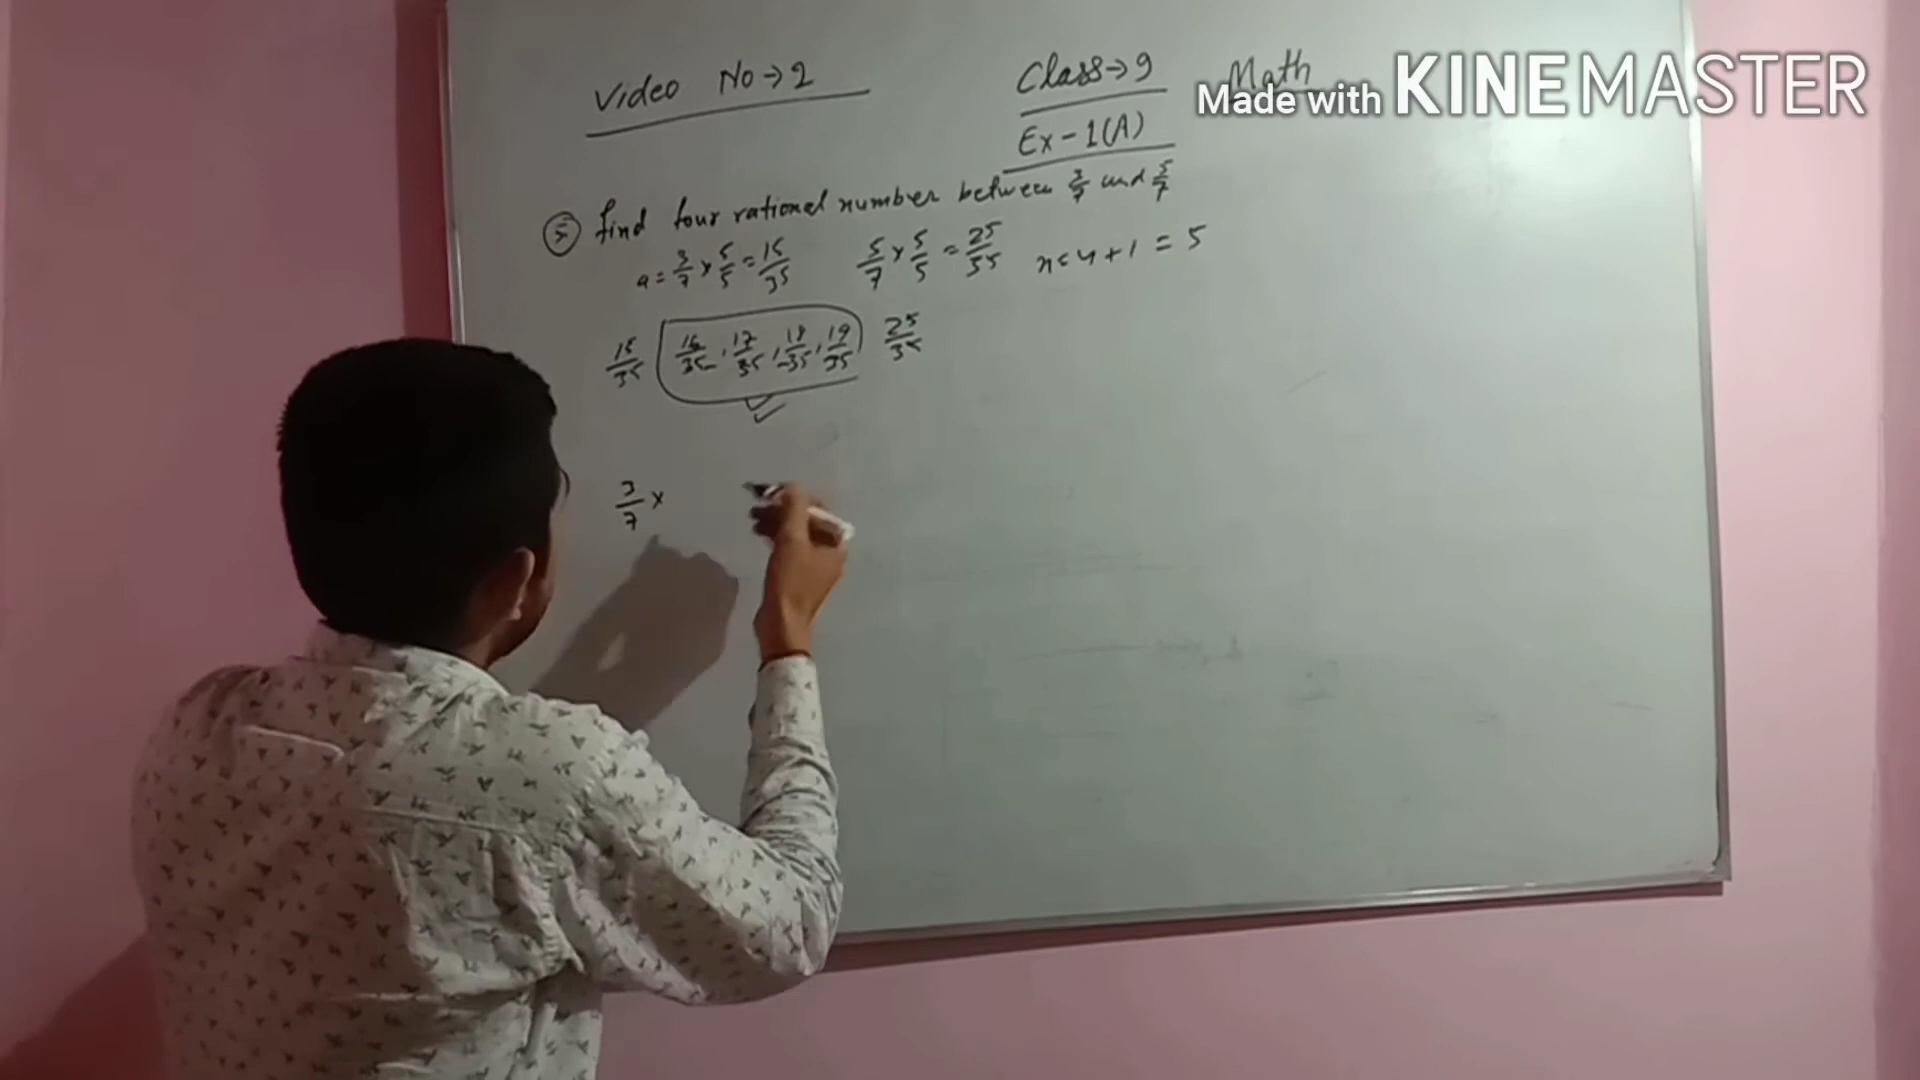 Video No→2 Class→9 Math
Made with KINEMASTER
Ex-1(A)
(5) find four rational number between 3/7 and 5/7
a = 3/7 × 5/5 = 15/35 5/7 × 5/5 = 25/35 n = 4 + 1 = 5
15/35 16/35, 17/35, 18/35, 19/35 25/35
3/7 ×